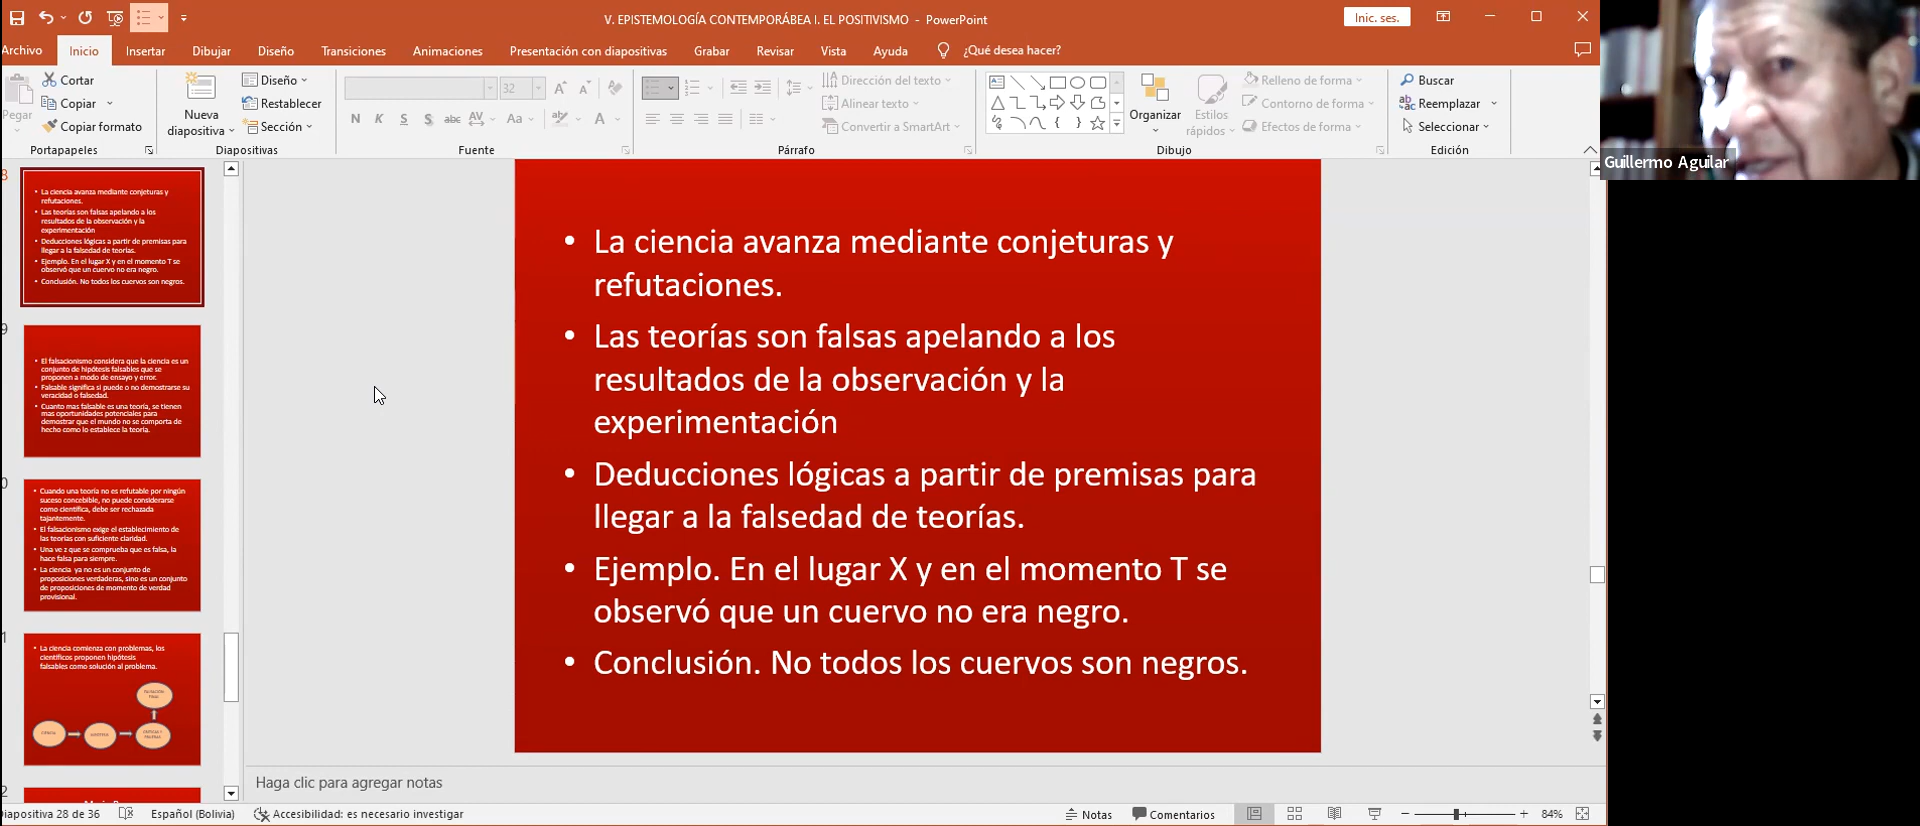 V. EPISTEMOLOGÍA CONTEMPORÁBEA I. EL POSITIVISMO - PowerPoint
Inic. ses.
Archivo Inicio Insertar Dibujar Diseño Transiciones Animaciones Presentación con diapositivas Grabar Revisar Vista Ayuda ¿Qué desea hacer?
Pegar
Cortar
Copiar
Copiar formato
Portapapeles
Nueva
diapositiva
Diseño
Restablecer
Sección
Diapositivas
32
N K S S abc AV Aa A
Fuente
Dirección del texto
Alinear texto
Convertir a SmartArt
Párrafo
Organizar
Estilos
rápidos
Relleno de forma
Contorno de forma
Efectos de forma
Dibujo
Buscar
Reemplazar
Seleccionar
Edición
Guillermo Aguilar
8
• La ciencia avanza mediante conjeturas y
refutaciones.
• Las teorías son falsas apelando a los
resultados de la observación y la
experimentación
• Deducciones lógicas a partir de premisas para
llegar a la falsedad de teorías.
• Ejemplo. En el lugar X y en el momento T se
observó que un cuervo no era negro.
• Conclusión. No todos los cuervos son negros.
9
• El falsacionismo considera que la ciencia es un
conjunto de hipótesis falsables que se
proponen a modo de ensayo y error.
• Falsable significa si puede o no demostrarse su
veracidad o falsedad.
• Cuanto mas falsable es una teoría, se tienen
mas oportunidades potenciales para
demostrar que el mundo no se comporta de
hecho como lo establece la teoría.
0
• Cuando una teoría no es refutable por ningún
suceso concebible, no puede considerarse
como científica, debe ser rechazada
tajantemente.
• El falsacionismo exige el establecimiento de
las teorías con suficiente claridad.
• Una ve z que se comprueba que es falsa, la
hace falsa para siempre.
• La ciencia ya no es un conjunto de
proposiciones verdaderas, sino es un conjunto
de proposiciones de momento de verdad
provisional.
1
• La ciencia comienza con problemas, los
científicos proponen hipótesis
falsables como solución al problema.
2
• La ciencia avanza mediante conjeturas y
refutaciones.
• Las teorías son falsas apelando a los
resultados de la observación y la
experimentación
• Deducciones lógicas a partir de premisas para
llegar a la falsedad de teorías.
• Ejemplo. En el lugar X y en el momento T se
observó que un cuervo no era negro.
• Conclusión. No todos los cuervos son negros.
Haga clic para agregar notas
Diapositiva 28 de 36 Español (Bolivia) Accesibilidad: es necesario investigar Notas Comentarios 84%